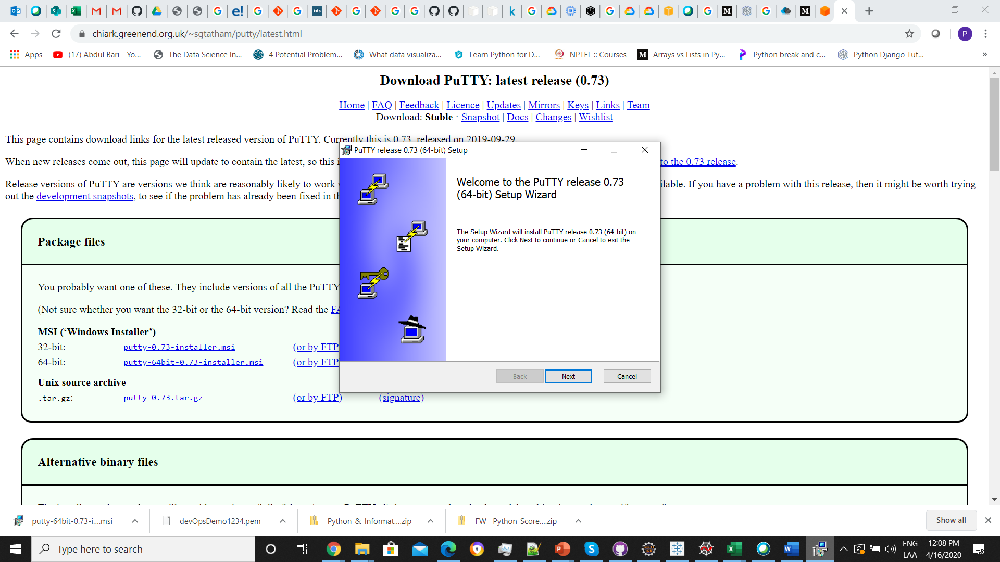 chiark.greenend.org.uk/~sgtatham/putty/latest.html
P
Apps
(17) Abdul Bari - Yo...
The Data Science In...
4 Potential Problem...
What data visualiza...
Learn Python for D...
NPTEL :: Courses
Arrays vs Lists in Py...
Python break and c...
Python Django Tut...
»
Download PuTTY: latest release (0.73)
Home | FAQ | Feedback | Licence | Updates | Mirrors | Keys | Links | Team
Download: Stable · Snapshot | Docs | Changes | Wishlist
This page contains download links for the latest released version of PuTTY. Currently this is 0.73, released on 2019-09-29.
When new releases come out, this page will update to contain the latest, so this
to the 0.73 release.
Release versions of PuTTY are versions we think are reasonably likely to work
ilable. If you have a problem with this release, then it might be worth trying
out the development snapshots, to see if the problem has already been fixed in th
PuTTY release 0.73 (64-bit) Setup
Welcome to the PuTTY release 0.73
(64-bit) Setup Wizard
The Setup Wizard will install PuTTY release 0.73 (64-bit) on
your computer. Click Next to continue or Cancel to exit the
Setup Wizard.
Back
Next
Cancel
Package files
You probably want one of these. They include versions of all the PuTTY
(Not sure whether you want the 32-bit or the 64-bit version? Read the FA
MSI (‘Windows Installer’)
32-bit: putty-0.73-installer.msi (or by FTP
64-bit: putty-64bit-0.73-installer.msi (or by FTP
Unix source archive
.tar.gz: putty-0.73.tar.gz (or by FTP) (signature)
Alternative binary files
putty-64bit-0.73-i....msi
devOpsDemo1234.pem
Python_&_Informat....zip
FW__Python_Score....zip
Show all
Type here to search
ENG
LAA
12:08 PM
4/16/2020